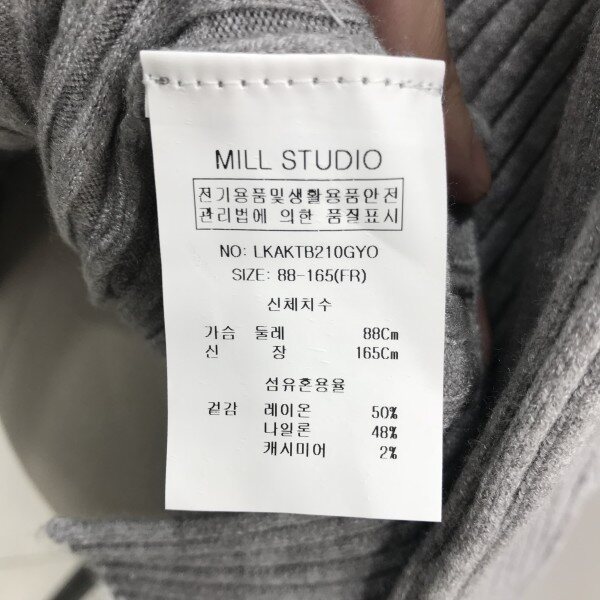 MILL STUDIO
전기용품및생활용품안전
관리법에 의한 품질표시
NO: LKAKTB210GYO
SIZE: 88-165(FR)
신체치수
가슴 둘레 88Cm
신 장 165Cm
섬유혼용율
겉감 레이온 50%
나일론 48%
캐시미어 2%